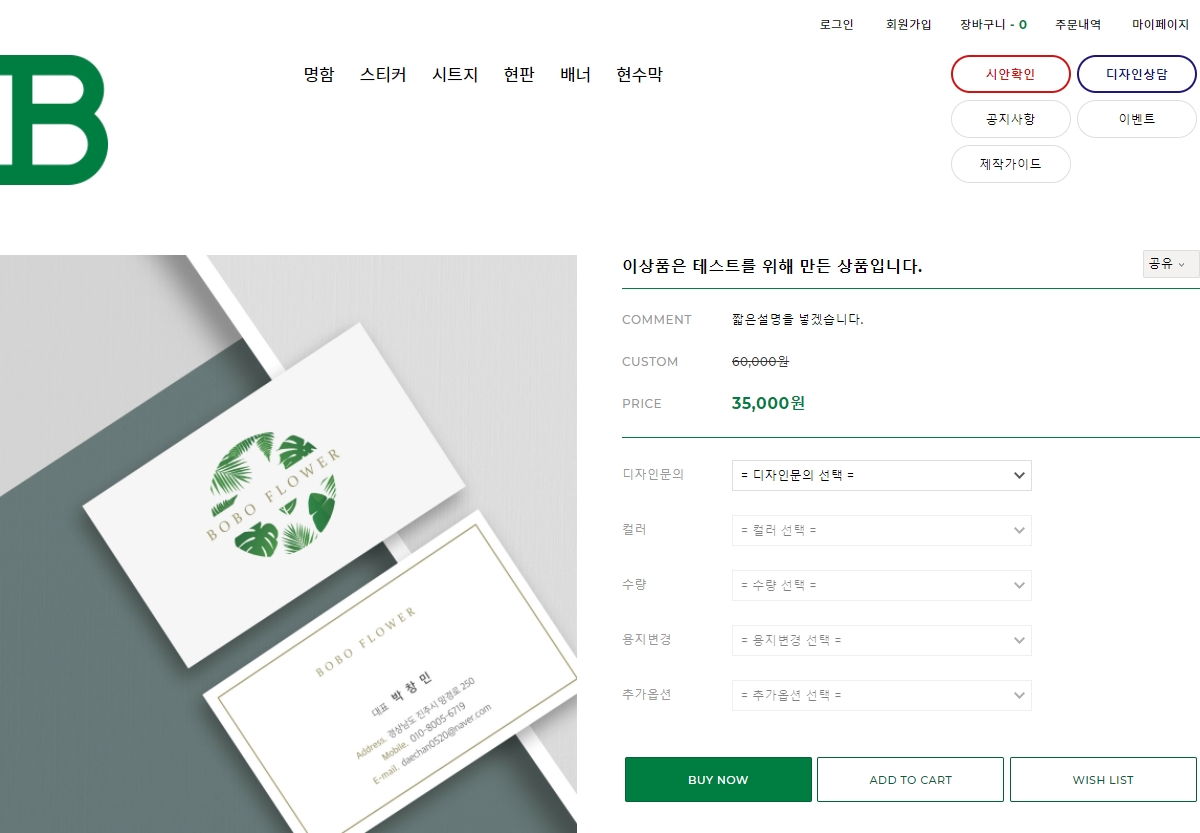 로그인 회원가입 장바구니 - 0 주문내역 마이페이지
B
명함 스티커 시트지 현판 배너 현수막
시안확인 디자인상담
공지사항 이벤트
제작가이드
이상품은 테스트를 위해 만든 상품입니다.
공유
COMMENT 짧은설명을 넣겠습니다.
CUSTOM 60,000원
PRICE 35,000원
디자인문의 = 디자인문의 선택 =
컬러 = 컬러 선택 =
수량 = 수량 선택 =
용지변경 = 용지변경 선택 =
추가옵션 = 추가옵션 선택 =
BUY NOW ADD TO CART WISH LIST
BOBO FLOWER
BOBO FLOWER
대표 박 창 민
Address. 경상남도 진주시 망경로 250
Mobile. 010-8005-6719
E-mail. daechan0520@naver.com